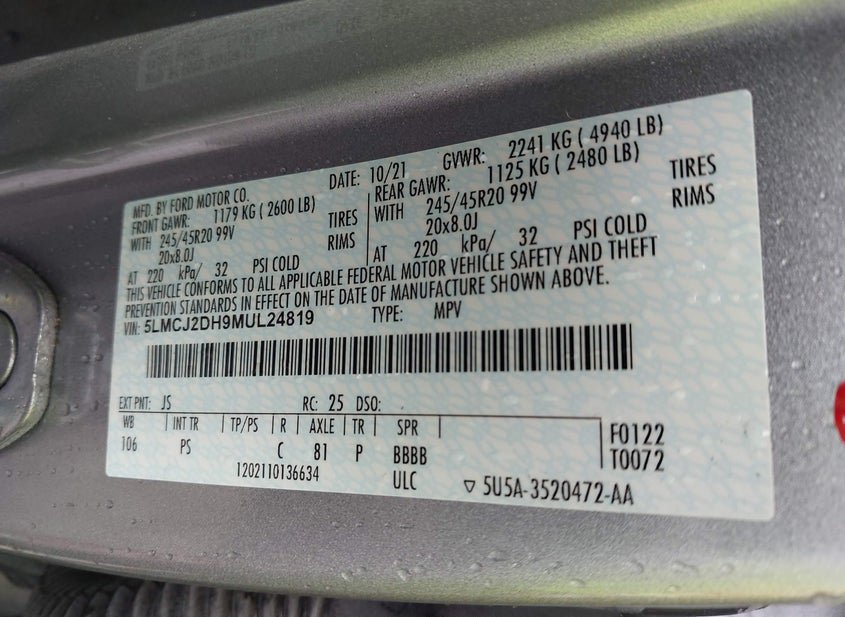 MFD. BY FORD MOTOR CO. DATE: 10/21 GVWR: 2241 KG ( 4940 LB)
FRONT GAWR: 1179 KG ( 2600 LB) REAR GAWR: 1125 KG ( 2480 LB)
WITH 245/45R20 99V TIRES WITH 245/45R20 99V TIRES
20x8.0J RIMS 20x8.0J RIMS
AT 220 kPa/ 32 PSI COLD AT 220 kPa/ 32 PSI COLD
THIS VEHICLE CONFORMS TO ALL APPLICABLE FEDERAL MOTOR VEHICLE SAFETY AND THEFT
PREVENTION STANDARDS IN EFFECT ON THE DATE OF MANUFACTURE SHOWN ABOVE.
VIN: 5LMCJ2DH9MUL24819 TYPE: MPV
EXT PNT: JS RC: 25 DSO:
WB INT TR TP/PS R AXLE TR SPR F0122
106 PS C 81 P BBBB T0072
1202110136634 ULC ▽ 5U5A-3520472-AA